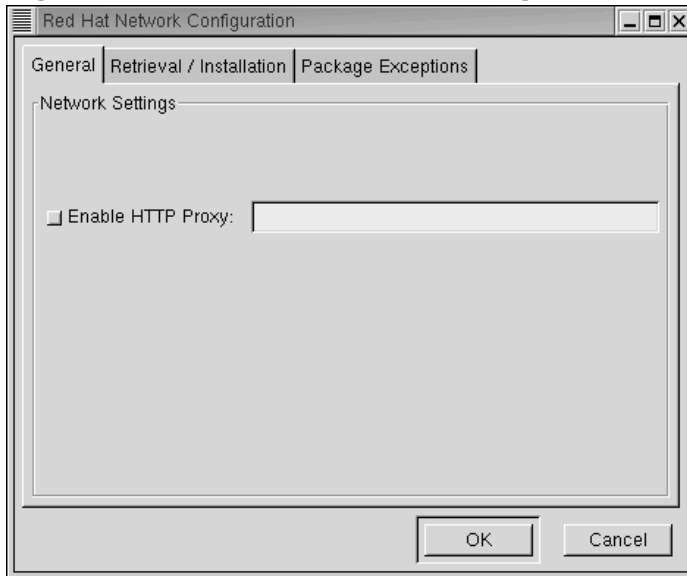 Red Hat Network Configuration
General Retrieval / Installation Package Exceptions
Network Settings
Enable HTTP Proxy:
OK Cancel